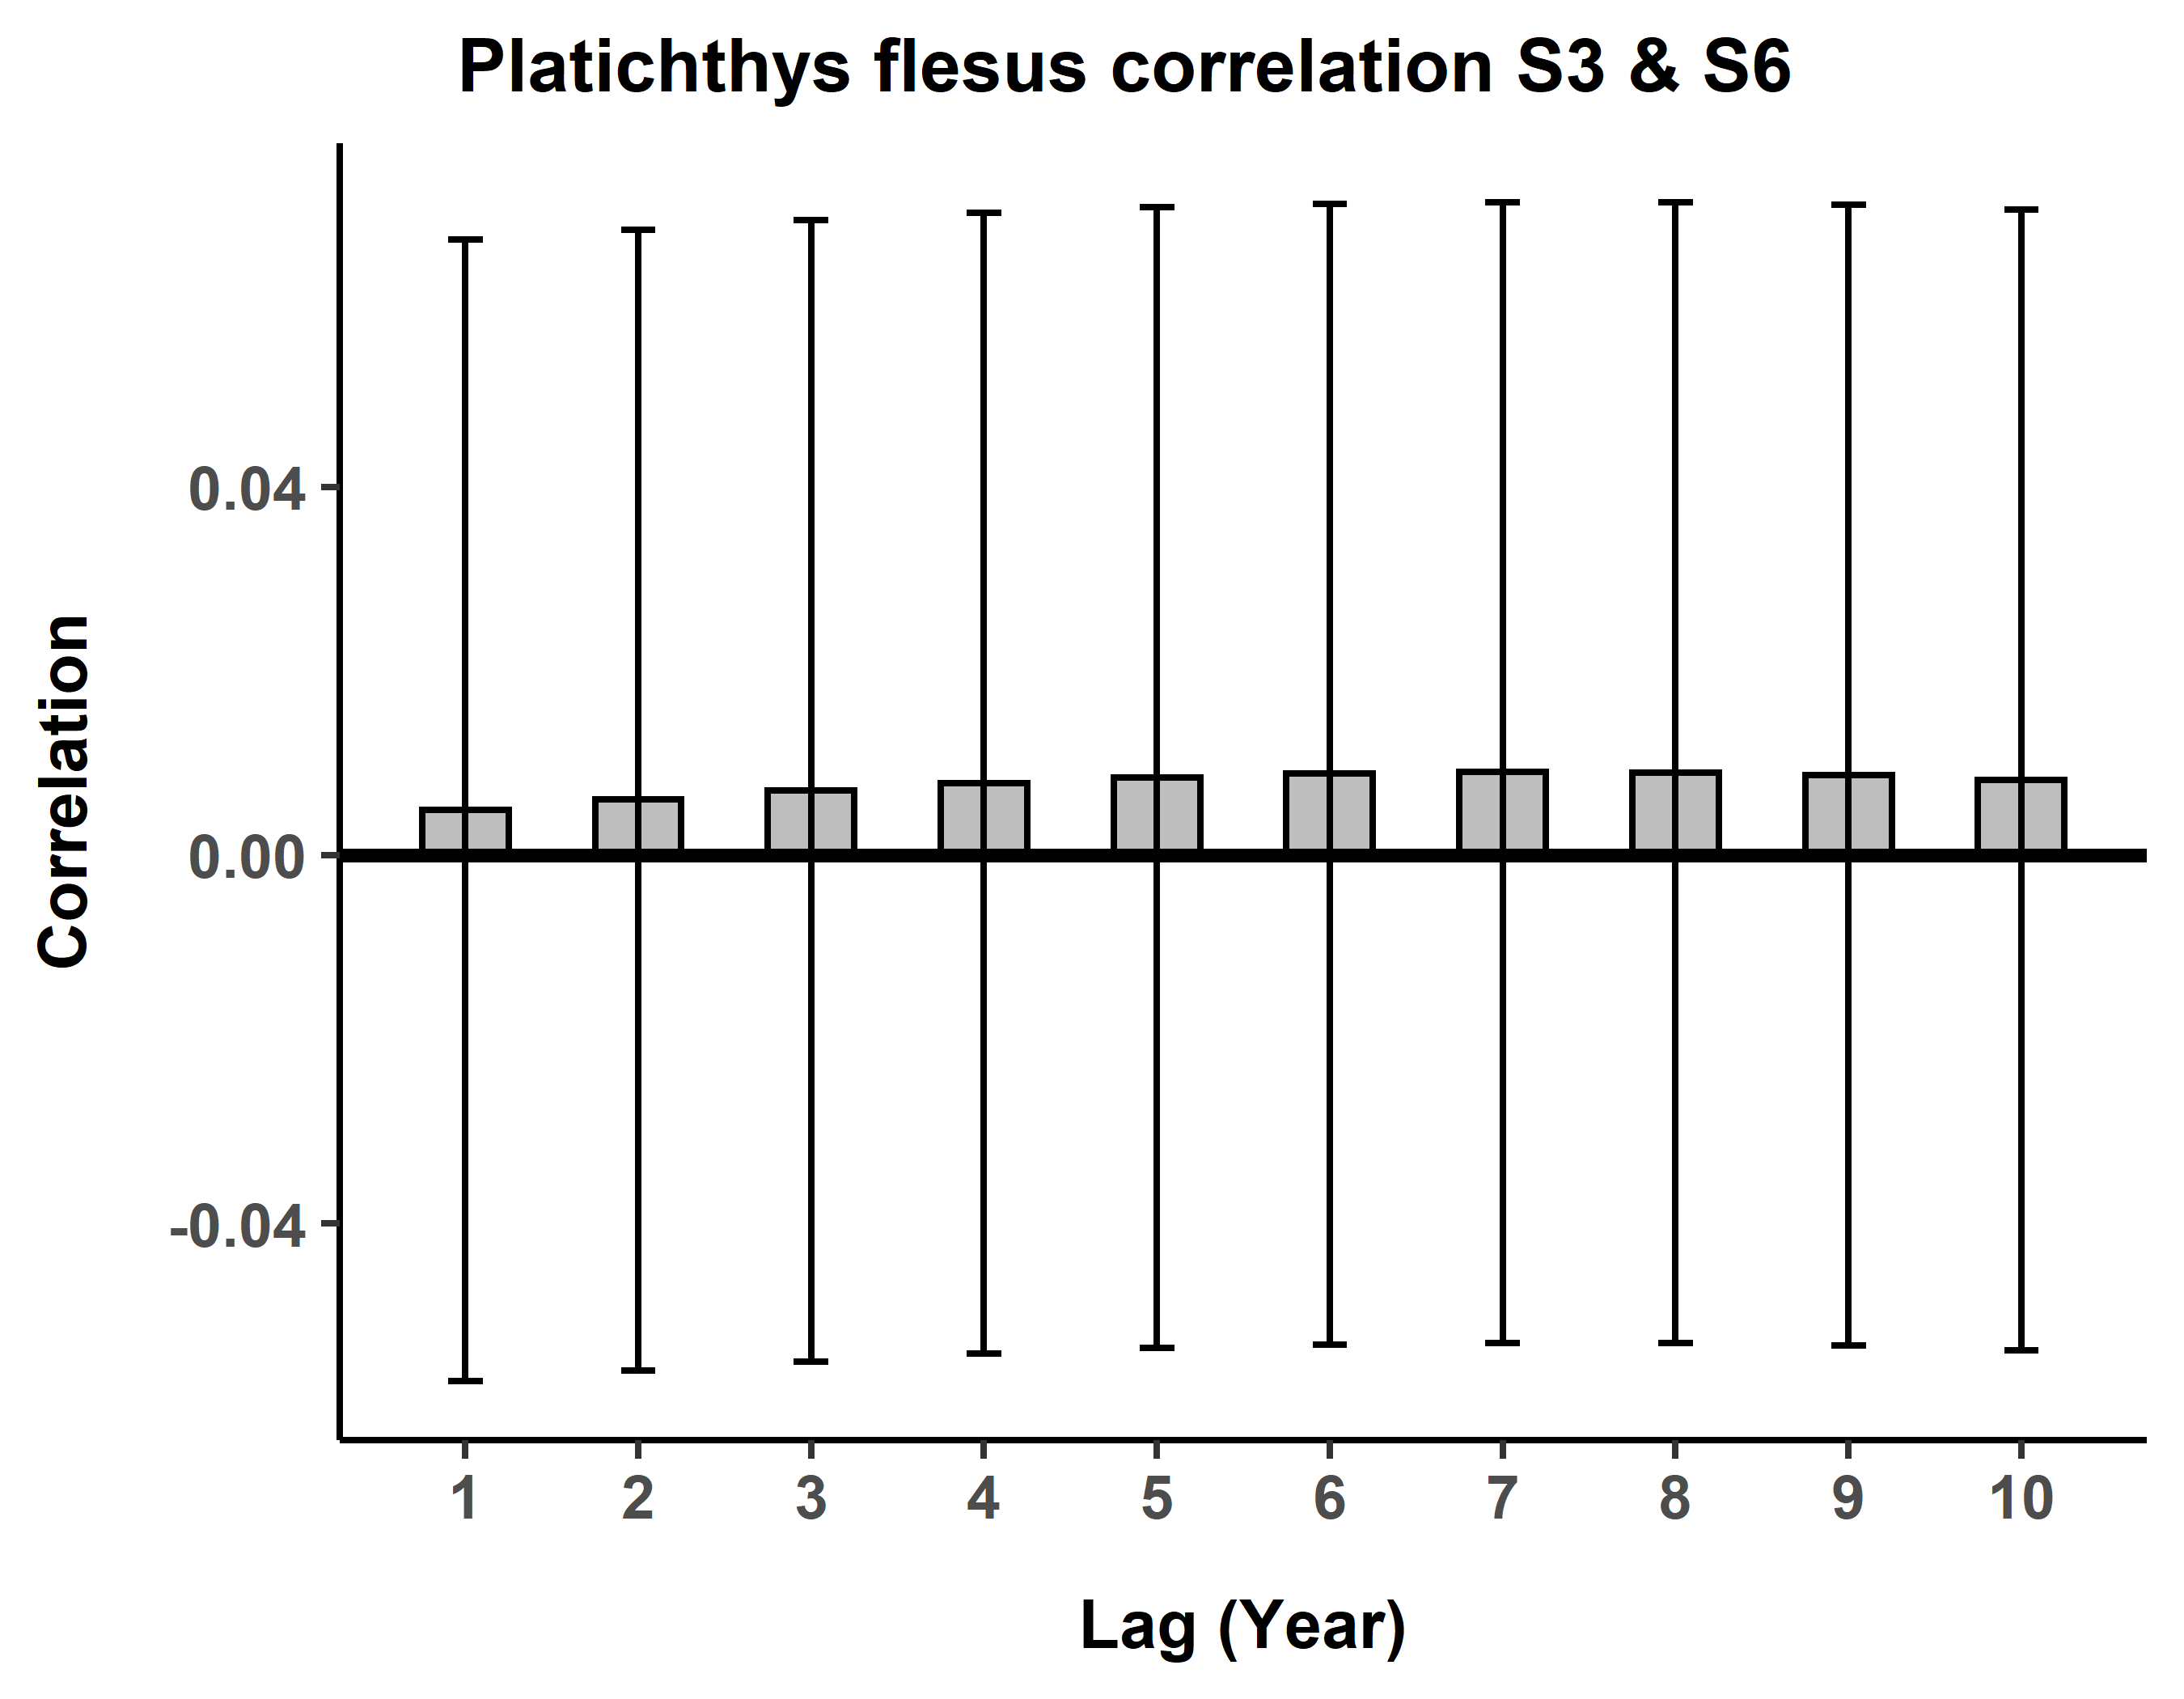 Platichthys flesus correlation S3 & S6
Correlation
0.04
0.00
-0.04
1 2 3 4 5 6 7 8 9 10
Lag (Year)